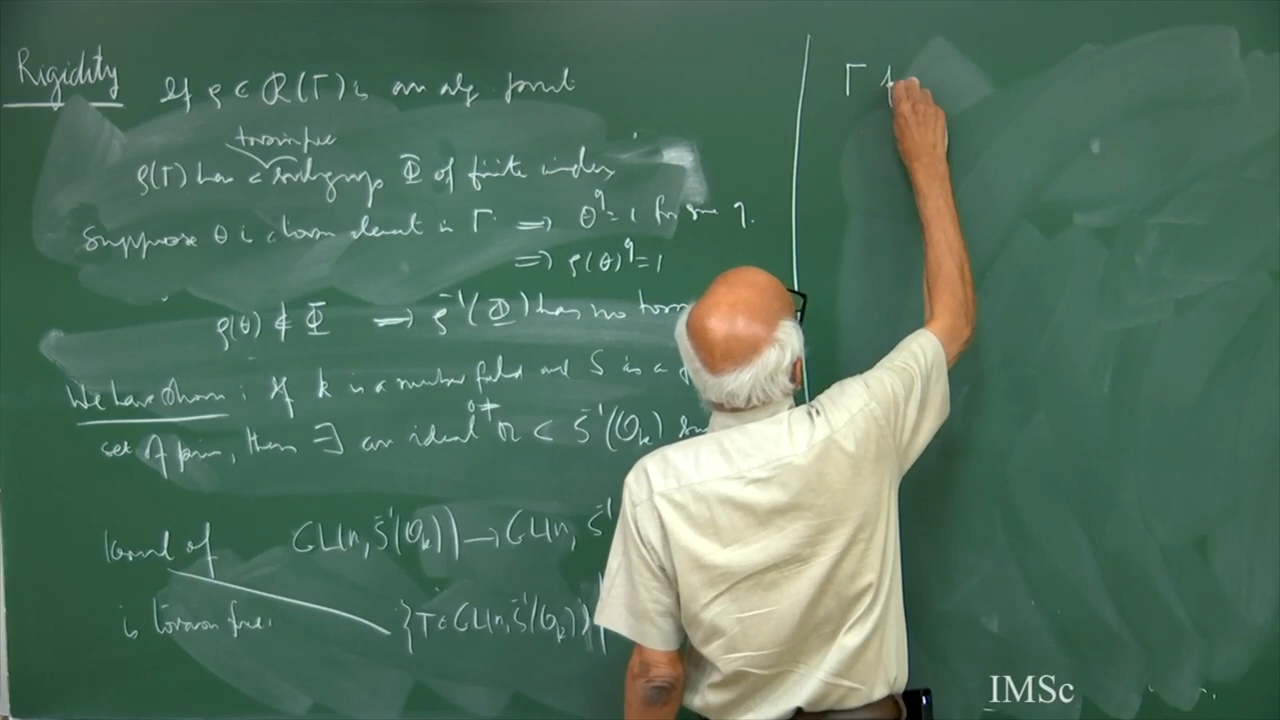 Rigidity
If ρ ∈ R(Γ) is an alg. point
torsion free
ρ(Γ) has a subgroup Φ of finite index
Suppose θ is a torsion element in Γ ⇒ θ^q = 1 for some q.
⇒ ρ(θ)^q = 1
ρ(θ) ∉ Φ → ρ^{-1}(Φ) has no tors
We have shown : If k is a number field and S is a
set of primes, then ∃ an ideal ≠ 0 ⊂ S^{-1}(O_k)
kernel of GL(n, S^{-1}(O_k)) → GL(n, S^{-1}
is torsion free. {T ∈ GL(n, S^{-1}(O_k)) |
Γ
IMSc